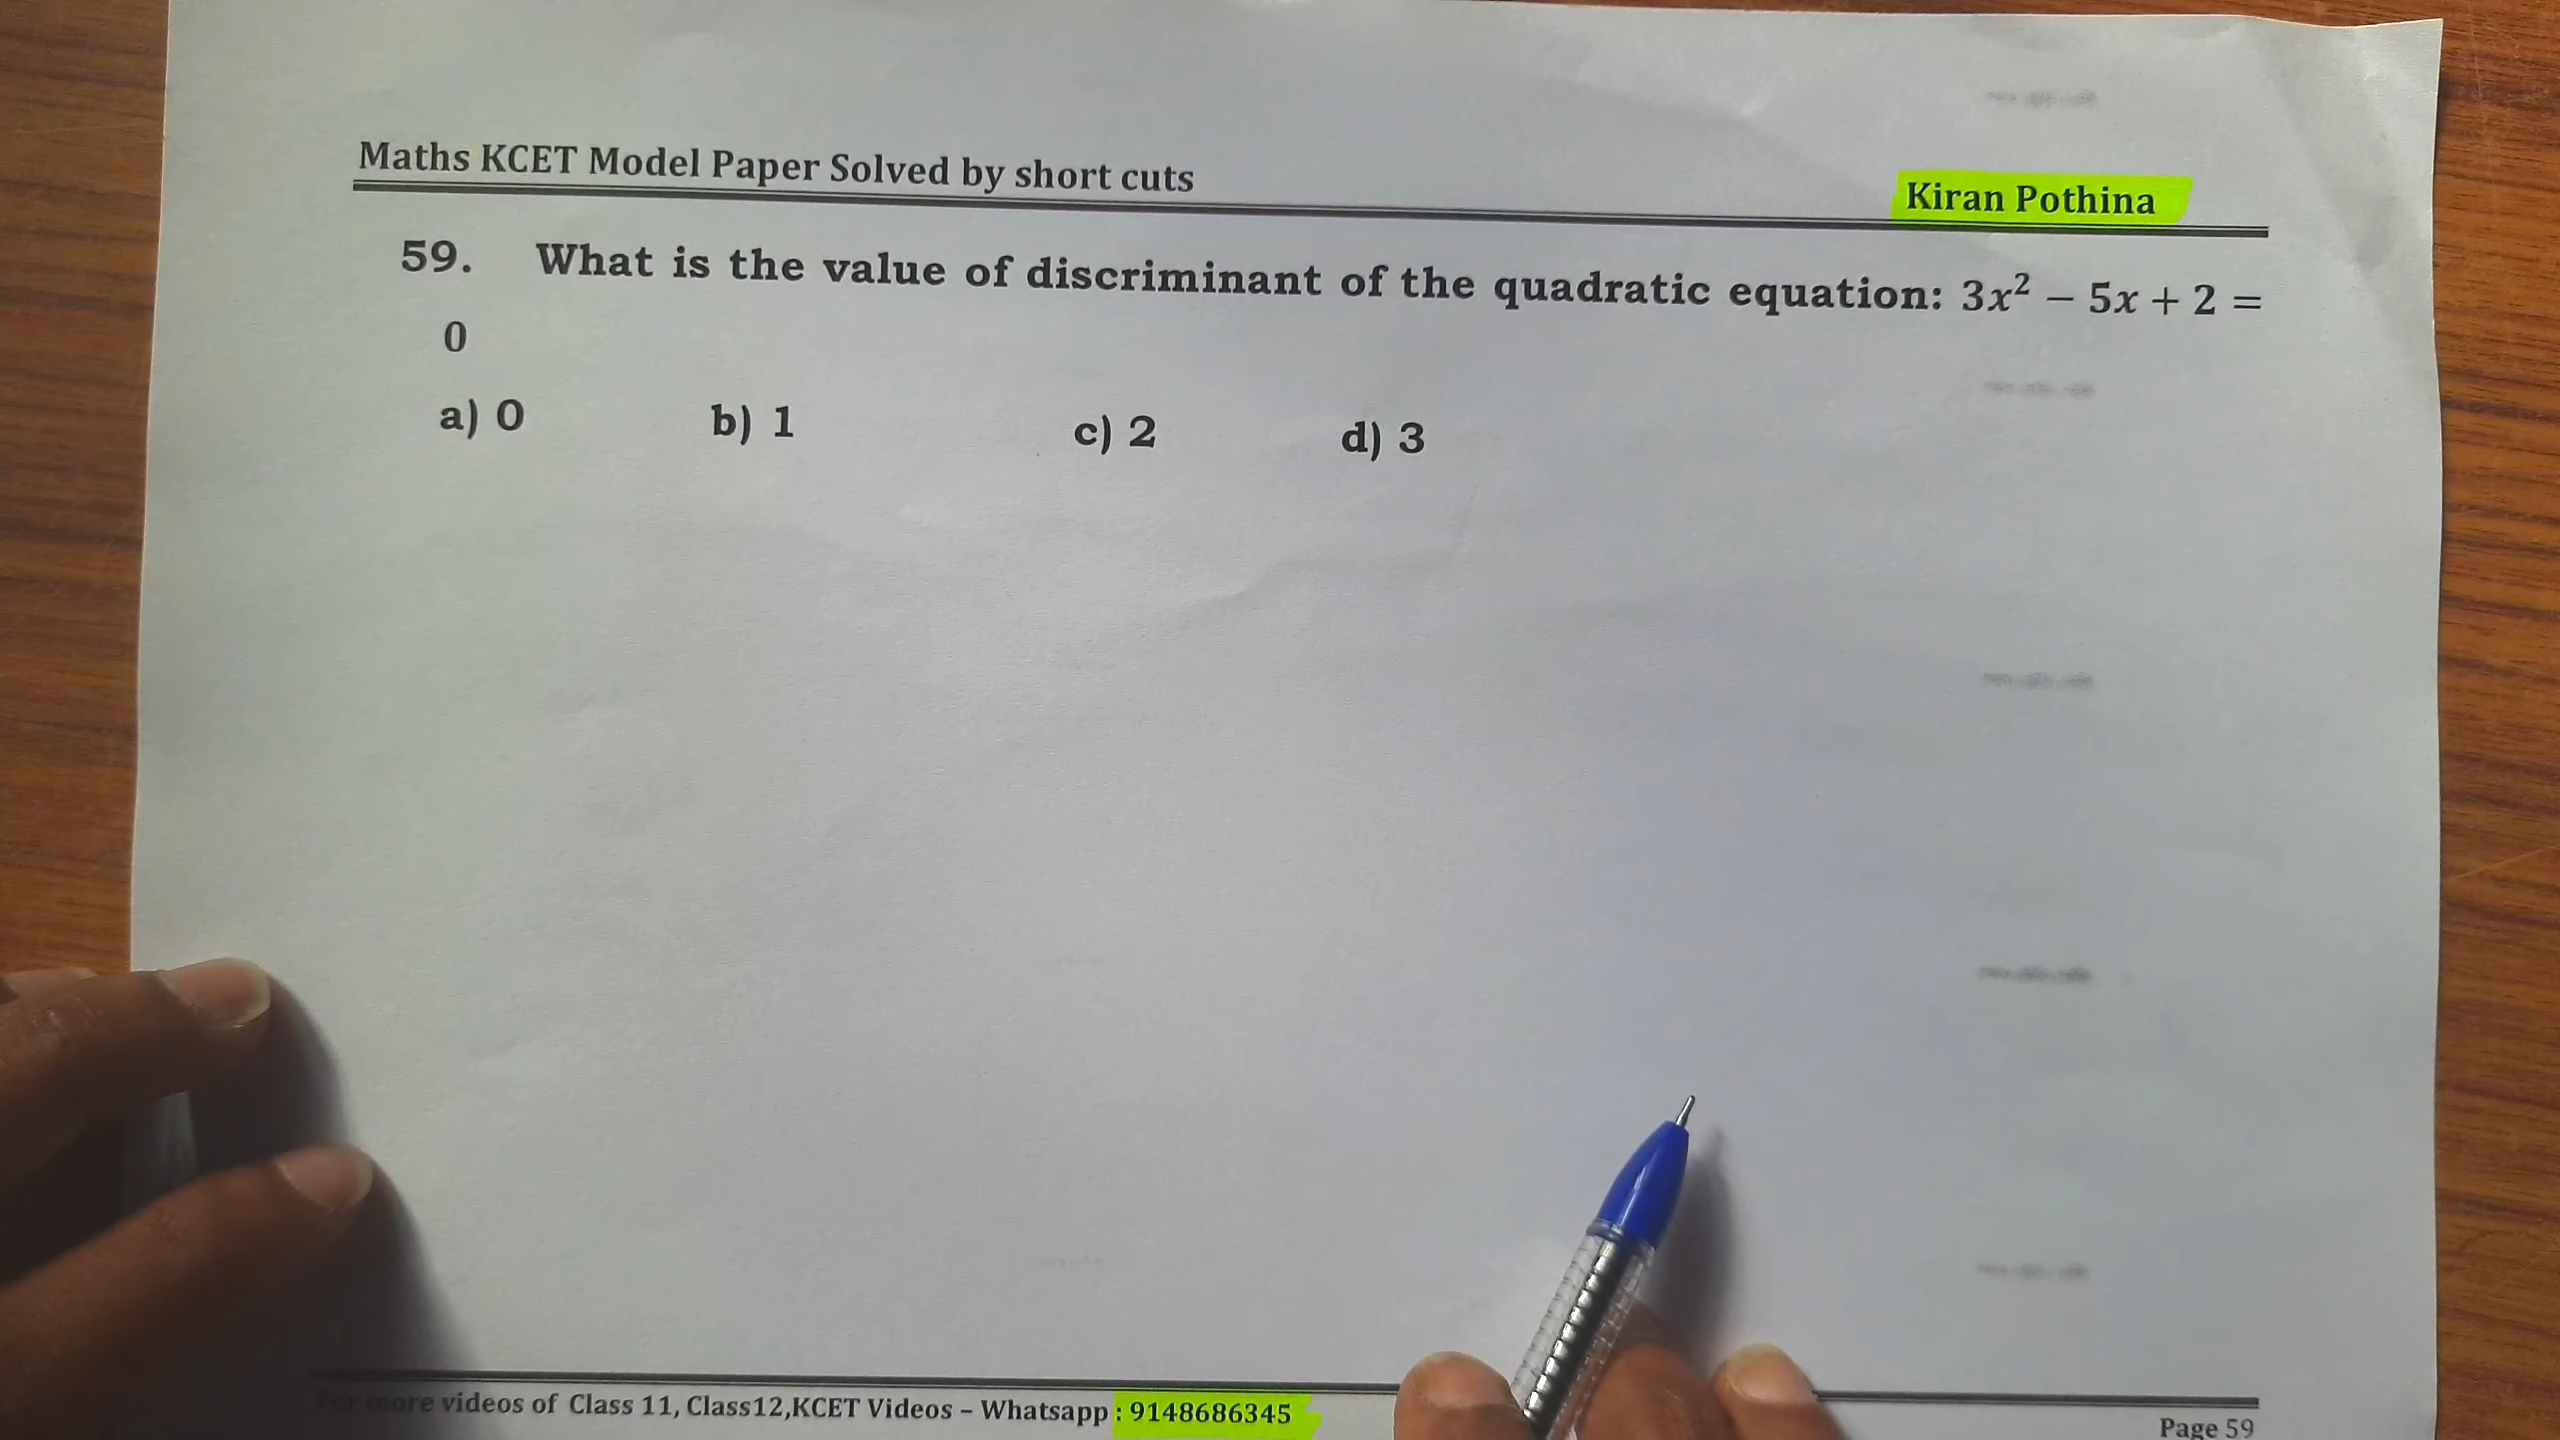 Maths KCET Model Paper Solved by short cuts
Kiran Pothina
59. What is the value of discriminant of the quadratic equation: 3x² − 5x + 2 =
0
a) 0 b) 1 c) 2 d) 3
For more videos of Class 11, Class12,KCET Videos – Whatsapp : 9148686345
Page 59